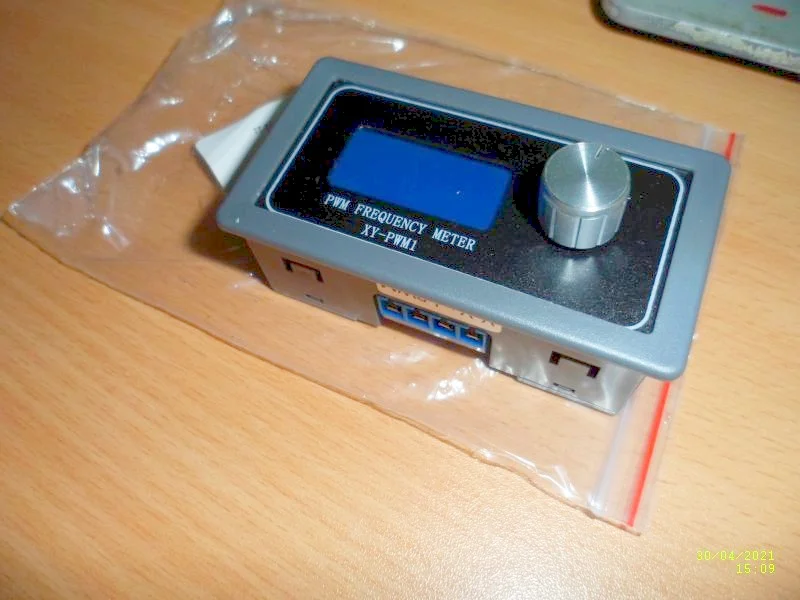 PWM FREQUENCY METER
XY-PWM1
30/04/2021
15:09